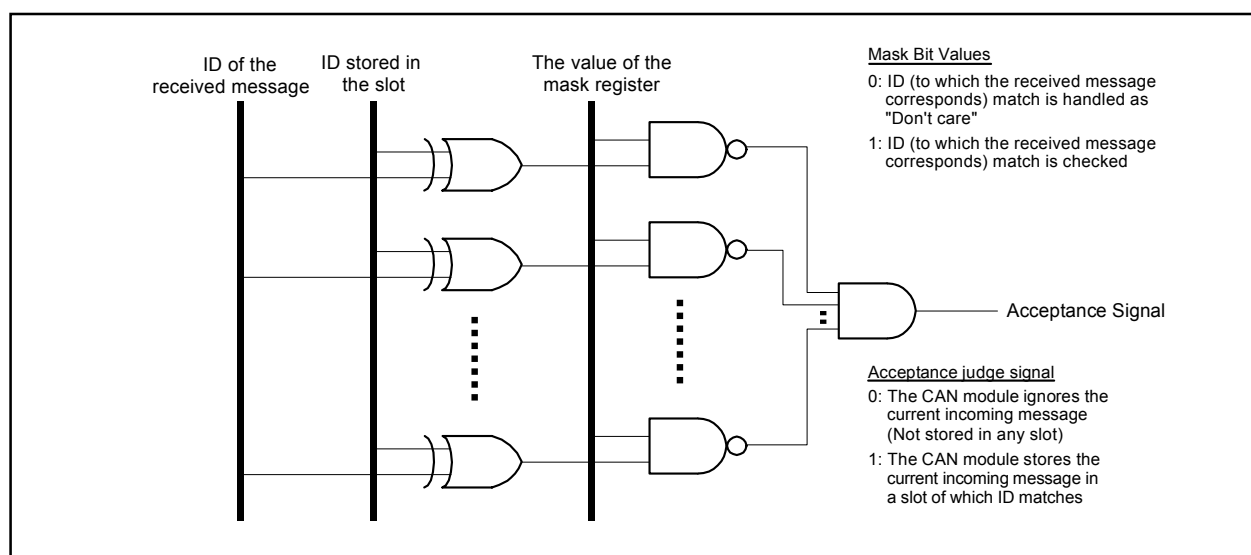 ID of the
received message
ID stored in
the slot
The value of the
mask register
Mask Bit Values
0: ID (to which the received message
corresponds) match is handled as
"Don't care"
1: ID (to which the received message
corresponds) match is checked
Acceptance Signal
Acceptance judge signal
0: The CAN module ignores the
current incoming message
(Not stored in any slot)
1: The CAN module stores the
current incoming message in
a slot of which ID matches